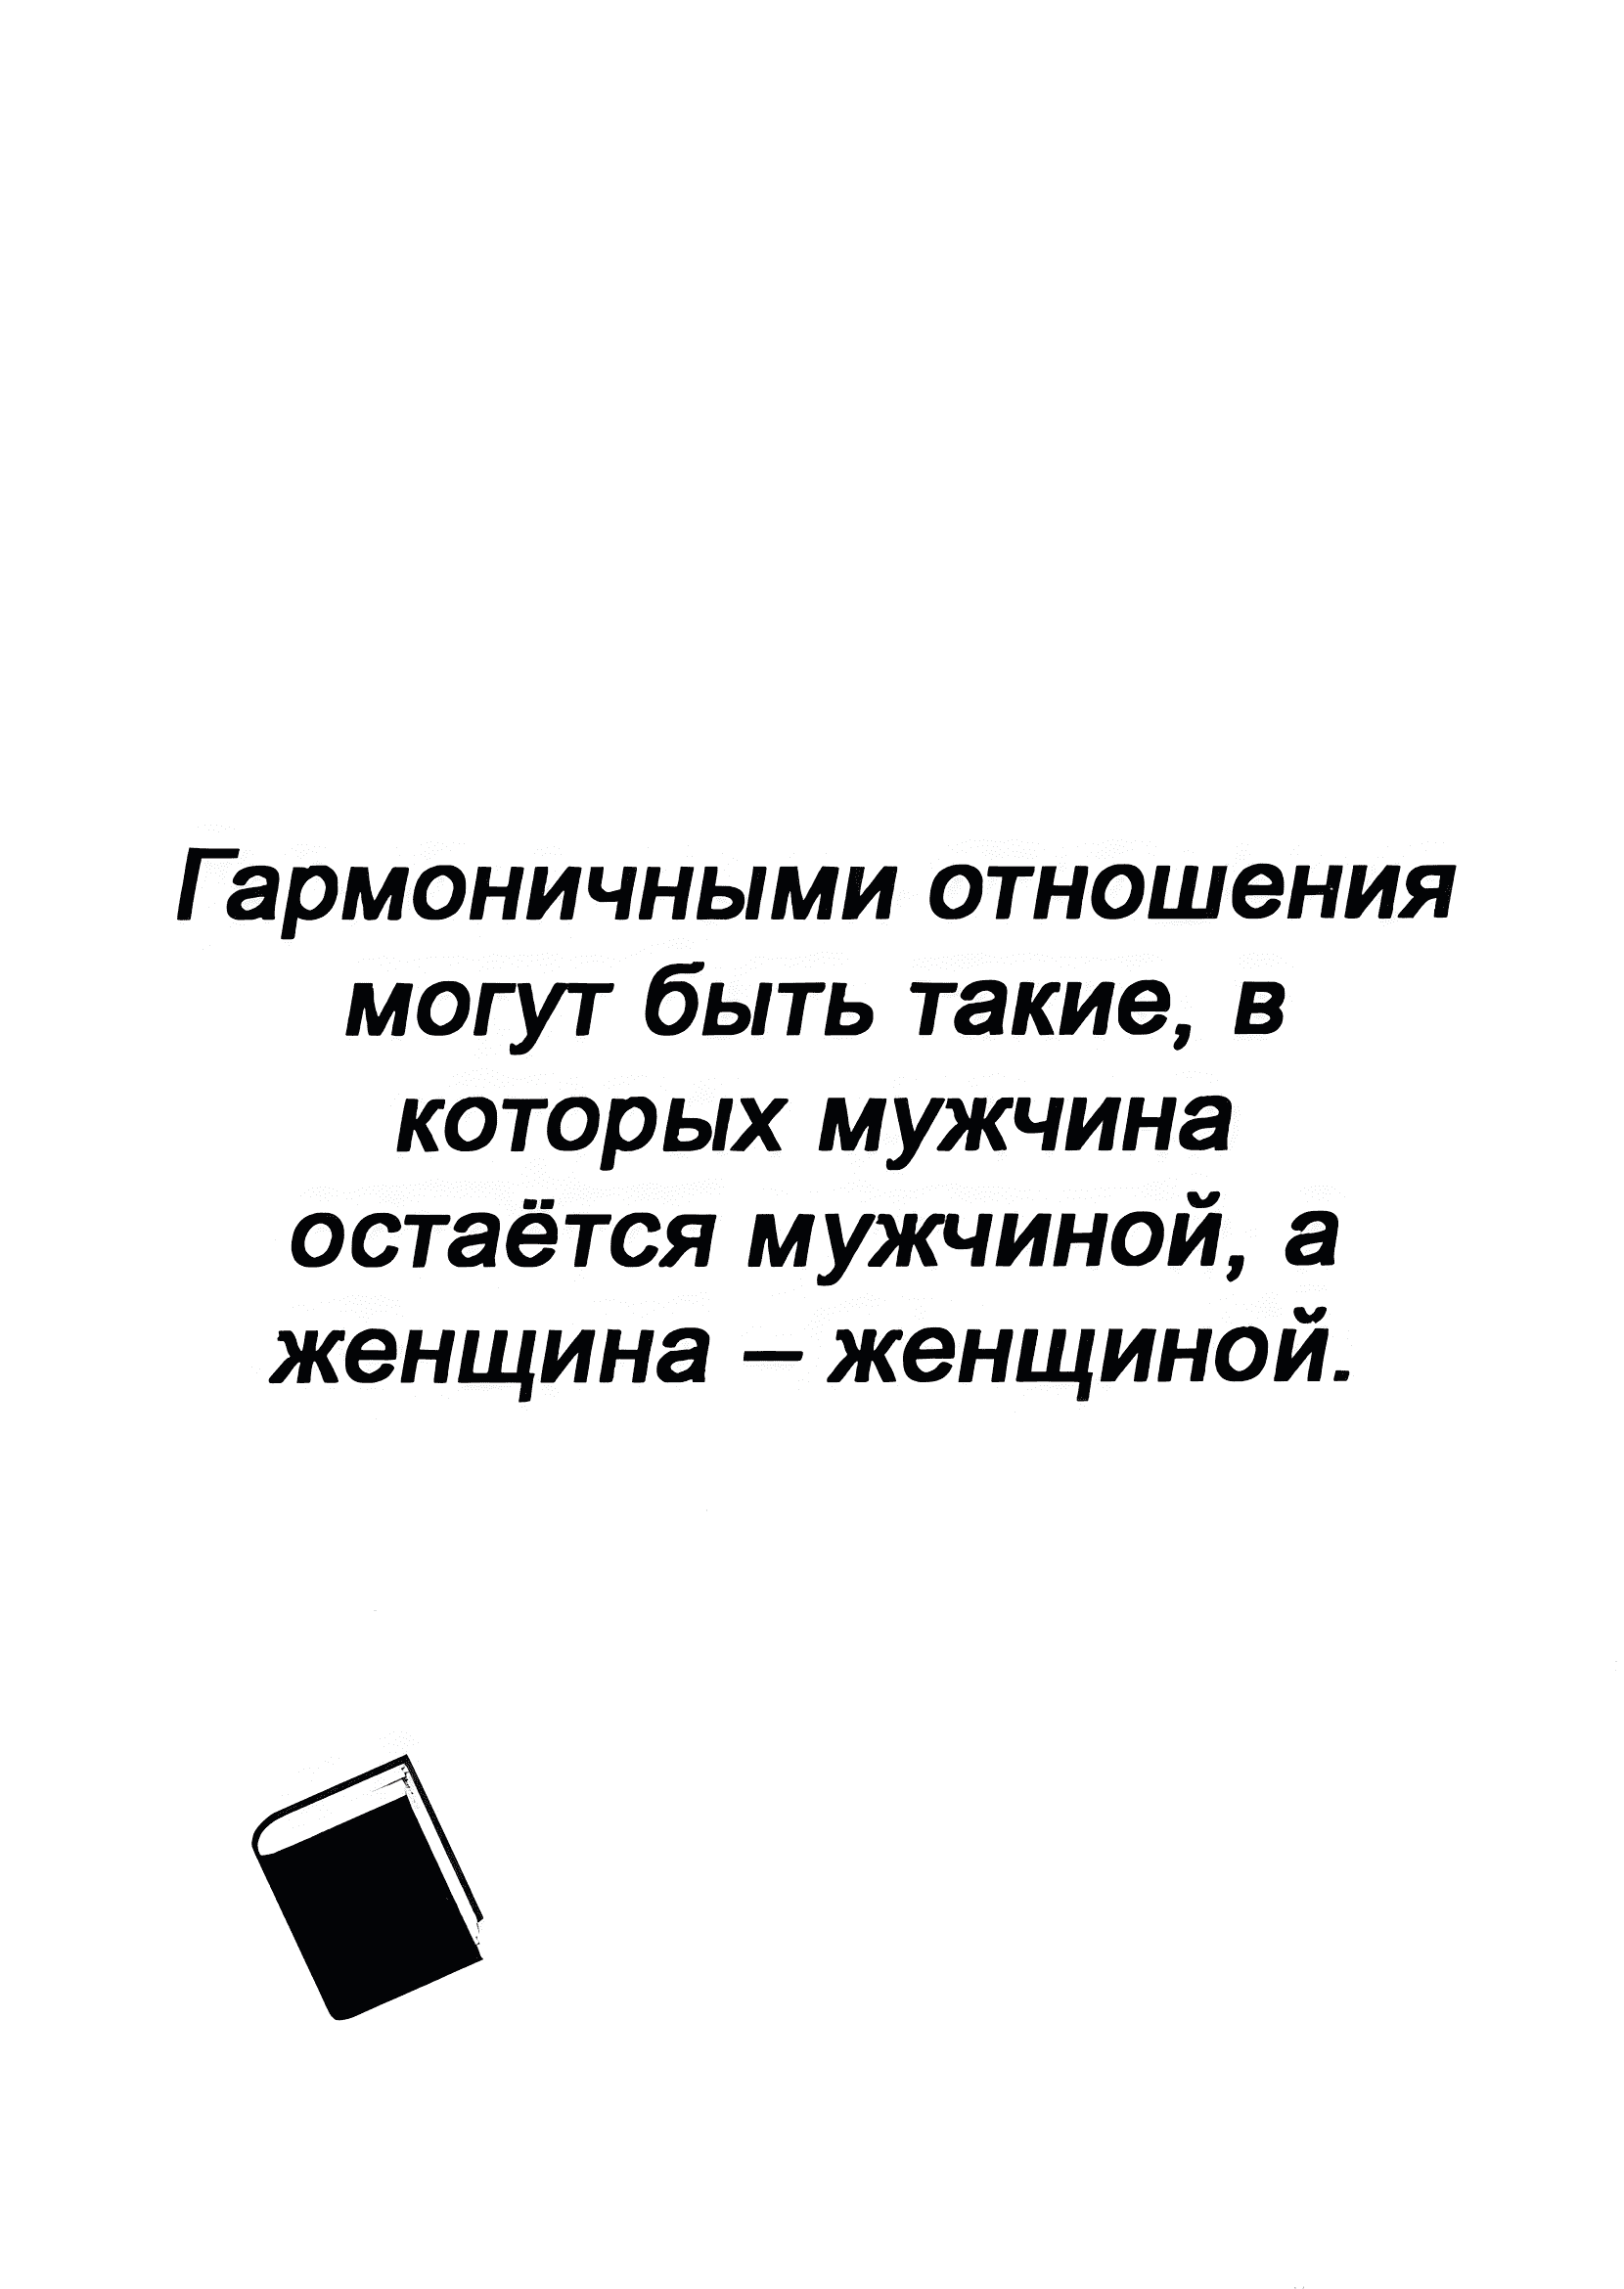 Гармоничными отношения
могут быть такие, в
которых мужчина
остаётся мужчиной, а
женщина – женщиной.